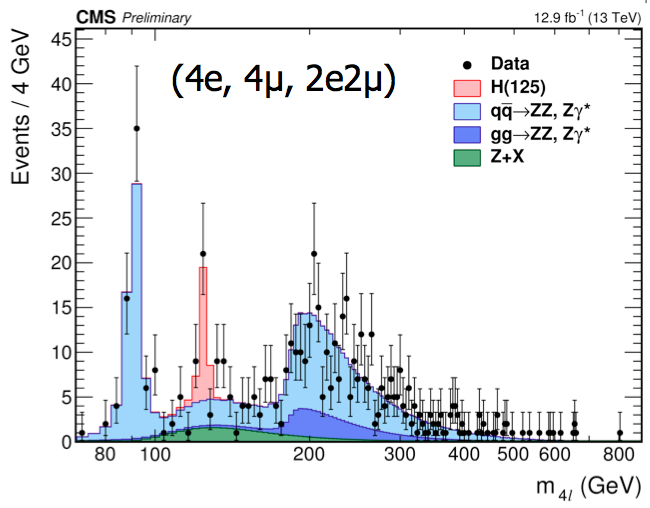 CMS Preliminary 12.9 fb⁻¹ (13 TeV)
Events / 4 GeV
45
40
35
30
25
20
15
10
5
0
(4e, 4μ, 2e2μ)
Data
H(125)
qq̅→ZZ, Zγ*
gg→ZZ, Zγ*
Z+X
80 100 200 300 400 500 600 800
m₄ₗ (GeV)